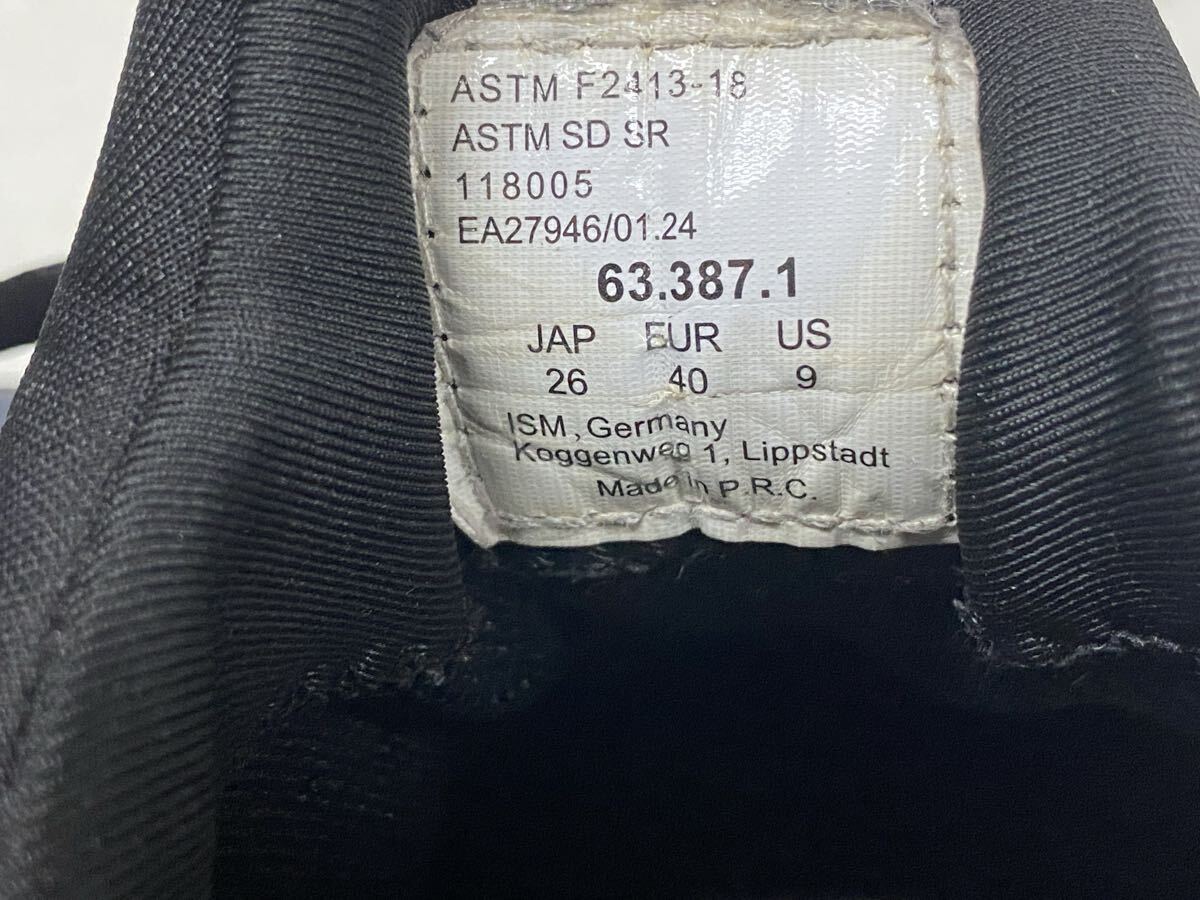 ASTM F2413-18
ASTM SD SR
118005
EA27946/01.24
63.387.1
JAP EUR US
26 40 9
ISM, Germany
Koggenweg 1, Lippstadt
Made in P.R.C.